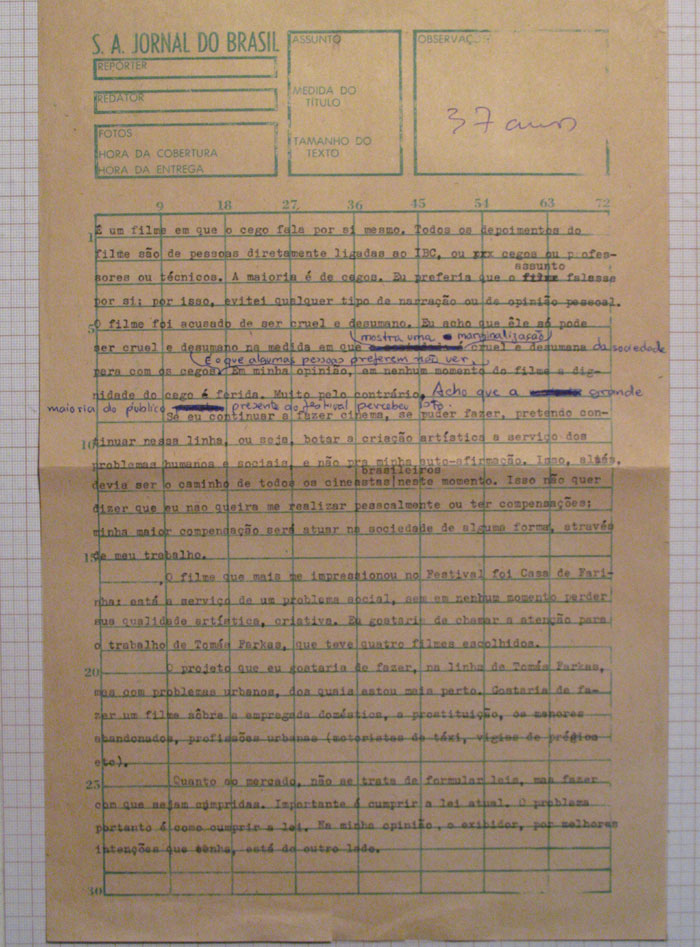 S. A. JORNAL DO BRASIL
REPÓRTER
REDATOR
FOTOS
HORA DA COBERTURA
HORA DA ENTREGA
ASSUNTO
MEDIDA DO
TÍTULO
TAMANHO DO
TEXTO
OBSERVAÇ
37 anos
9 18 27 36 45 54 63 72
1
É um filme em que o cego fala por si mesmo. Todos os depoimentos do
filme são de pessoas diretamente ligadas ao IBC, ou xxx cegos ou profes-
sores ou técnicos. A maioria é de cegos. Eu preferia que o assunto falasse
por si; por isso, evitei qualquer tipo de narração ou de opinião pessoal.
5
O filme foi acusado de ser cruel e desumano. Eu acho que êle só pode
ser cruel e desumano na medida em que mostra uma marginalização cruel e desumana da sociedade
para com os cegos. E o que algumas pessoas preferem não ver. Em minha opinião, em nenhum momento do filme a dig-
nidade do cego é ferida. Muito pelo contrário. Acho que a grande
maioria do público presente ao festival percebeu isto.
Se eu continuar a fazer cinema, se puder fazer, pretendo con-
10
tinuar nessa linha, ou seja, botar a criação artística a serviço dos
problemas humanos e sociais, e não pra minha auto-afirmação. Isso, aliás,
devia ser o caminho de todos os cineastas brasileiros neste momento. Isso não quer
dizer que eu não queira me realizar pessoalmente ou ter compensações;
minha maior compensação será atuar na sociedade de alguma forma, através
15
de meu trabalho.
O filme que mais me impressionou no Festival foi Casa de Fari-
nha: está a serviço de um problema social, sem em nenhum momento perder
sua qualidade artística, criativa. Eu gostaria de chamar a atenção para
o trabalho de Tomás Farkas, que teve quatro filmes escolhidos.
20
O projeto que eu gostaria de fazer, na linha de Tomás Farkas,
mas com problemas urbanos, dos quais estou mais perto. Gostaria de fa-
zer um filme sôbre a empregada doméstica, a prostituição, os menores
abandonados, profissões urbanas (motoristas de táxi, vigias de prédios
etc).
25
Quanto ao mercado, não se trata de formular leis, mas fazer
com que sejam cumpridas. Importante é cumprir a lei atual. O problema
portanto é como cumprir a lei. Em minha opinião, o exibidor, por melhores
intenções que tenha, está do outro lado.
30